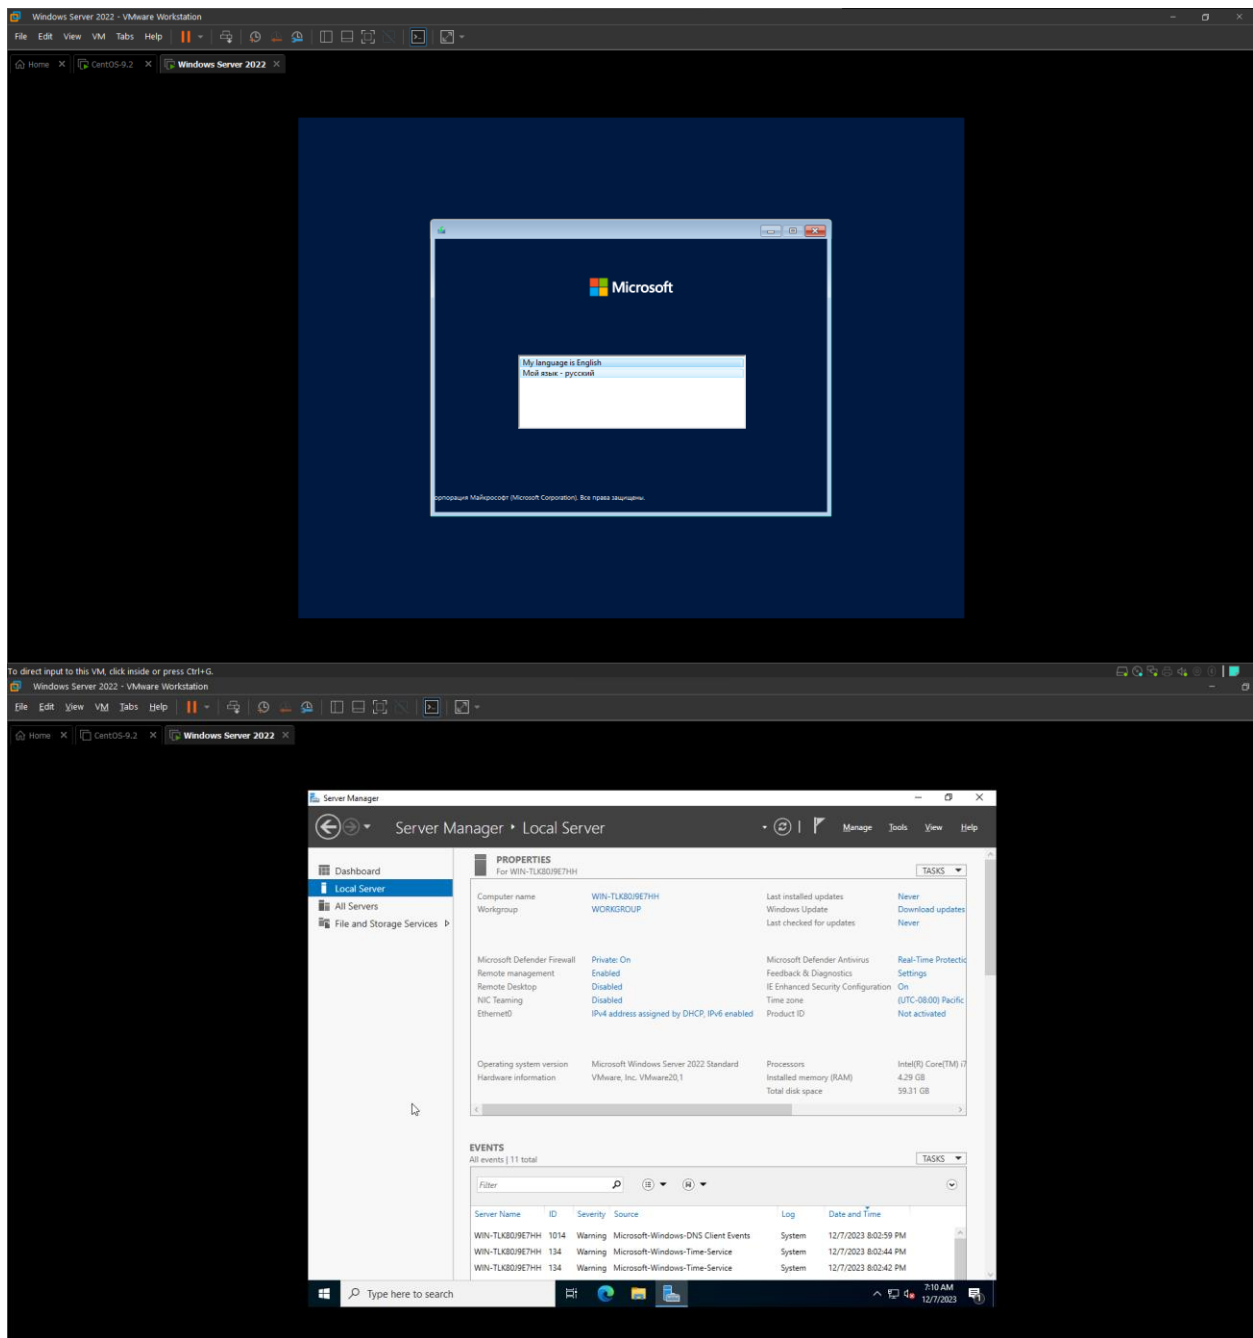 Windows Server 2022 - VMware Workstation
File Edit View VM Tabs Help
Home CentOS-9.2 Windows Server 2022
Microsoft
My language is English
Мой язык - русский
орпорация Майкрософт (Microsoft Corporation). Все права защищены.
To direct input to this VM, click inside or press Ctrl+G.
Windows Server 2022 - VMware Workstation
File Edit View VM Tabs Help
Home CentOS-9.2 Windows Server 2022
Server Manager
Server Manager Local Server
Manage Tools View Help
Dashboard
Local Server
All Servers
File and Storage Services
PROPERTIES
For WIN-TLK80J9E7HH
TASKS
Computer name WIN-TLK80J9E7HH Last installed updates Never
Workgroup WORKGROUP Windows Update Download updates
Last checked for updates Never
Microsoft Defender Firewall Private: On Microsoft Defender Antivirus Real-Time Protectic
Remote management Enabled Feedback & Diagnostics Settings
Remote Desktop Disabled IE Enhanced Security Configuration On
NIC Teaming Disabled Time zone (UTC-08:00) Pacific
Ethernet0 IPv4 address assigned by DHCP, IPv6 enabled Product ID Not activated
Operating system version Microsoft Windows Server 2022 Standard Processors Intel(R) Core(TM) i7
Hardware information VMware, Inc. VMware20,1 Installed memory (RAM) 4.29 GB
Total disk space 59.31 GB
EVENTS
All events | 11 total
TASKS
Filter
Server Name ID Severity Source Log Date and Time
WIN-TLK80J9E7HH 1014 Warning Microsoft-Windows-DNS Client Events System 12/7/2023 8:02:59 PM
WIN-TLK80J9E7HH 134 Warning Microsoft-Windows-Time-Service System 12/7/2023 8:02:44 PM
WIN-TLK80J9E7HH 134 Warning Microsoft-Windows-Time-Service System 12/7/2023 8:02:42 PM
Type here to search
7:10 AM
12/7/2023
1